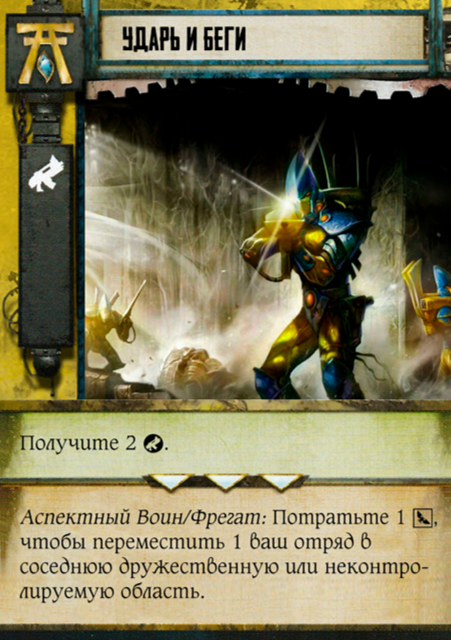 УДАРЬ И БЕГИ
Получите 2 .
Аспектный Воин/Фрегат: Потратьте 1 ,
чтобы переместить 1 ваш отряд в
соседнюю дружественную или неконтро-
лируемую область.